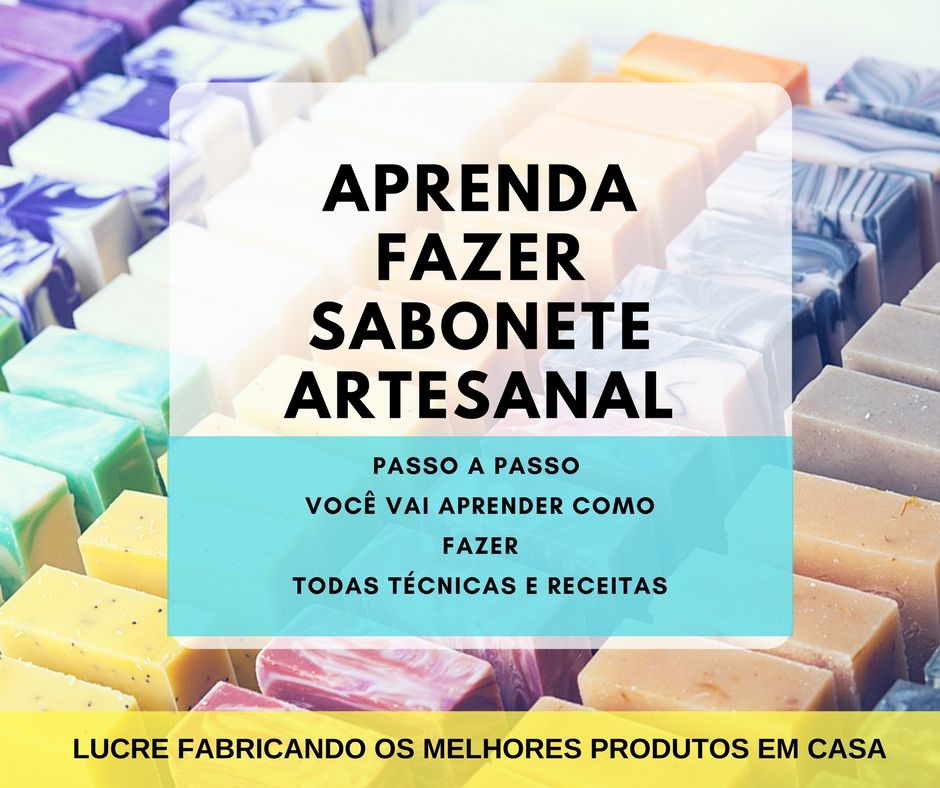 APRENDA
FAZER
SABONETE
ARTESANAL
PASSO A PASSO
VOCÊ VAI APRENDER COMO
FAZER
TODAS TÉCNICAS E RECEITAS
LUCRE FABRICANDO OS MELHORES PRODUTOS EM CASA